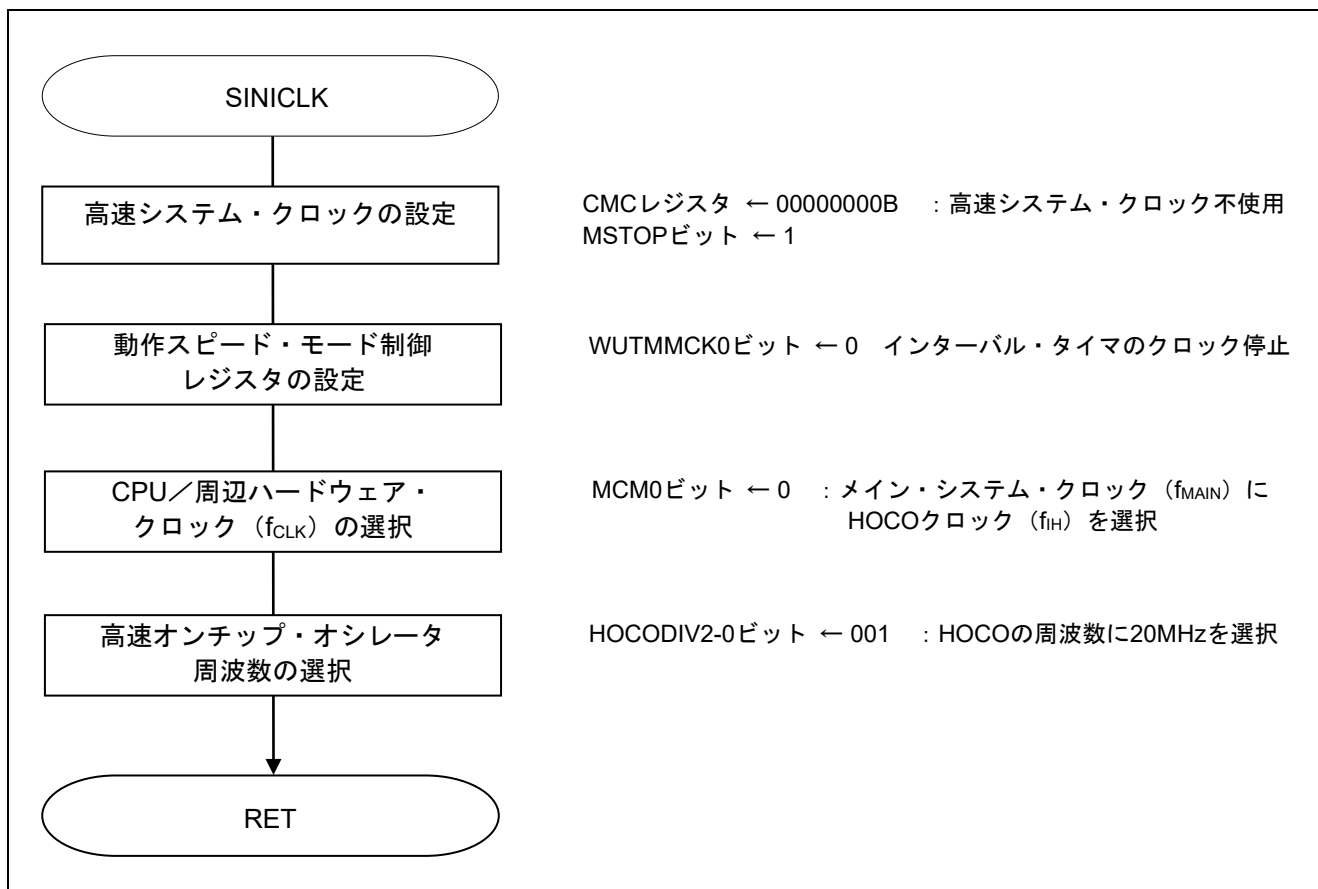 SINICLK
高速システム・クロックの設定
CMCレジスタ ← 00000000B ：高速システム・クロック不使用
MSTOPビット ← 1
動作スピード・モード制御
レジスタの設定
WUTMMCK0ビット ← 0 インターバル・タイマのクロック停止
CPU／周辺ハードウェア・
クロック（fCLK）の選択
MCM0ビット ← 0 ：メイン・システム・クロック（fMAIN）に
HOCOクロック（fIH）を選択
高速オンチップ・オシレータ
周波数の選択
HOCODIV2-0ビット ← 001 ：HOCOの周波数に20MHzを選択
RET